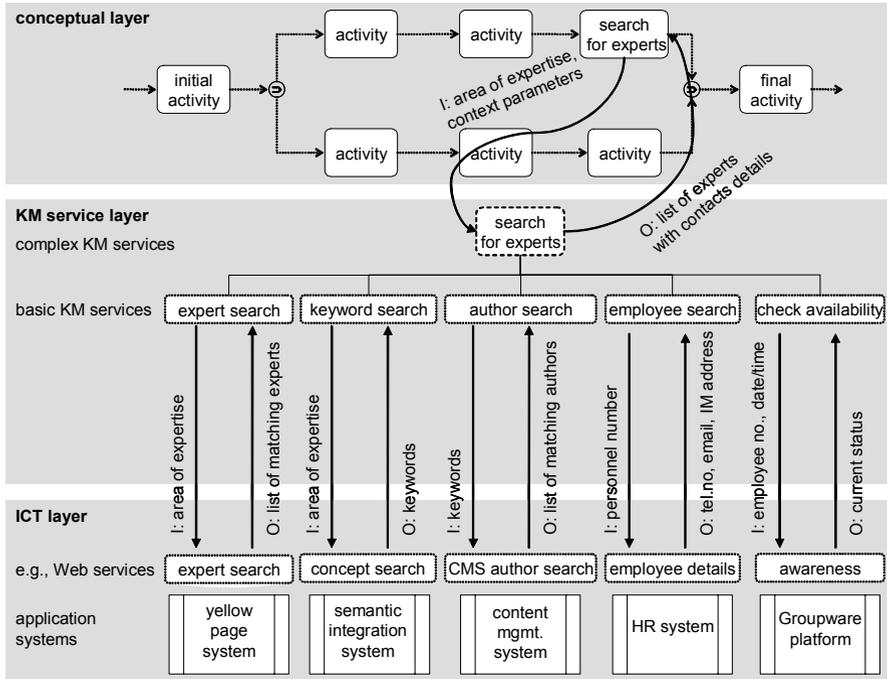 conceptual layer
activity
activity
search
for experts
initial
activity
U
I: area of expertise,
context parameters
U
final
activity
activity
activity
activity
O: list of experts
with contacts details
KM service layer
complex KM services
search
for experts
basic KM services
expert search
keyword search
author search
employee search
check availability
I: area of expertise
O: list of matching experts
I: area of expertise
O: keywords
I: keywords
O: list of matching authors
I: personnel number
O: tel.no, email, IM address
I: employee no., date/time
O: current status
ICT layer
e.g., Web services
expert search
concept search
CMS author search
employee details
awareness
application
systems
yellow
page
system
semantic
integration
system
content
mgmt.
system
HR system
Groupware
platform